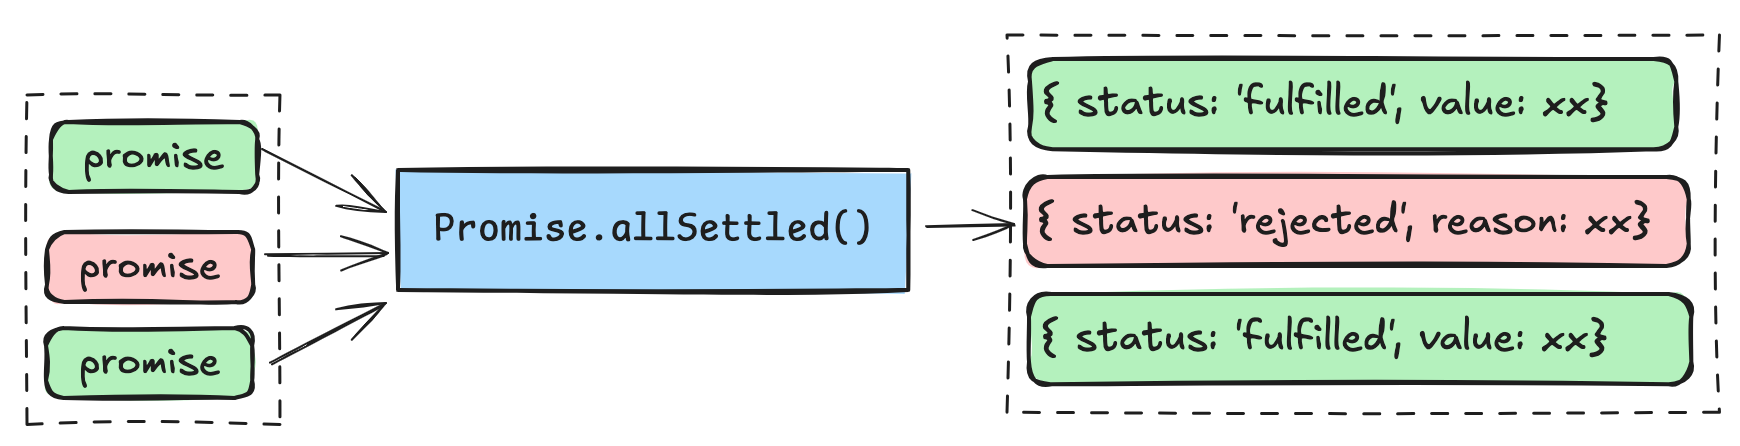 promise
promise
promise
Promise.allSettled()
{ status: 'fulfilled', value: xx}
{ status: 'rejected', reason: xx}
{ status: 'fulfilled', value: xx}